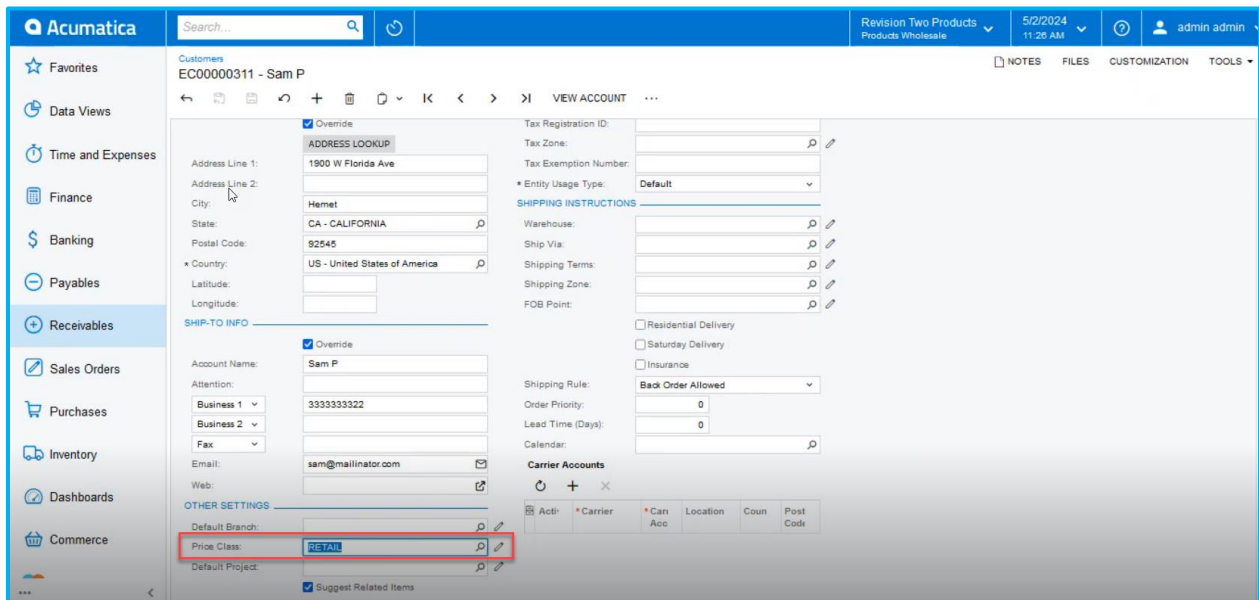 Acumatica
Search...
Revision Two Products
Products Wholesale
5/2/2024
11:26 AM
admin admin
Favorites
Data Views
Time and Expenses
Finance
Banking
Payables
Receivables
Sales Orders
Purchases
Inventory
Dashboards
Commerce
Customers
EC00000311 - Sam P
NOTES FILES CUSTOMIZATION TOOLS
VIEW ACCOUNT ...
Override
ADDRESS LOOKUP
Address Line 1: 1900 W Florida Ave
Address Line 2:
City: Hemet
State: CA - CALIFORNIA
Postal Code: 92545
* Country: US - United States of America
Latitude:
Longitude:
SHIP-TO INFO
Override
Account Name: Sam P
Attention:
Business 1 3333333322
Business 2
Fax
Email: sam@mailinator.com
Web:
OTHER SETTINGS
Default Branch:
Price Class: RETAIL
Default Project:
Suggest Related Items
Tax Registration ID:
Tax Zone:
Tax Exemption Number:
* Entity Usage Type: Default
SHIPPING INSTRUCTIONS
Warehouse:
Ship Via:
Shipping Terms:
Shipping Zone:
FOB Point:
Residential Delivery
Saturday Delivery
Insurance
Shipping Rule: Back Order Allowed
Order Priority: 0
Lead Time (Days): 0
Calendar:
Carrier Accounts
Acti * Carrier * Carr Acc Location Coun Post Code